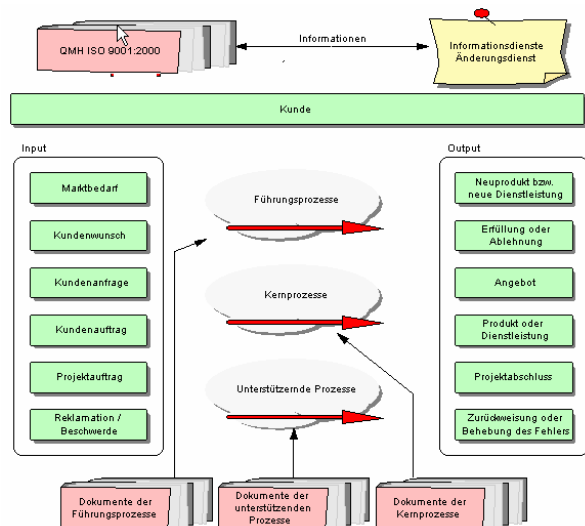 QMH ISO 9001:2000
Informationen
Informationsdienste
Änderungsdienst
Kunde
Input
Marktbedarf
Kundenwunsch
Kundenanfrage
Kundenauftrag
Projektauftrag
Reklamation /
Beschwerde
Führungsprozesse
Kernprozesse
Unterstützende Prozesse
Output
Neuprodukt bzw.
neue Dienstleistung
Erfüllung oder
Ablehnung
Angebot
Produkt oder
Dienstleistung
Projektabschluss
Zurückweisung oder
Behebung des Fehlers
Dokumente der
Führungsprozesse
Dokumente der
unterstützenden
Prozesse
Dokumente der
Kernprozesse